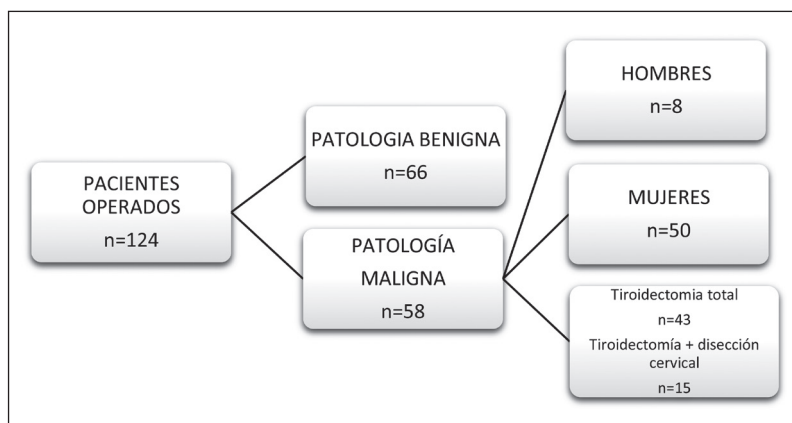 PACIENTES
OPERADOS
n=124
PATOLOGIA BENIGNA
n=66
PATOLOGÍA
MALIGNA
n=58
HOMBRES
n=8
MUJERES
n=50
Tiroidectomia total
n=43
Tiroidectomía + disección
cervical
n=15